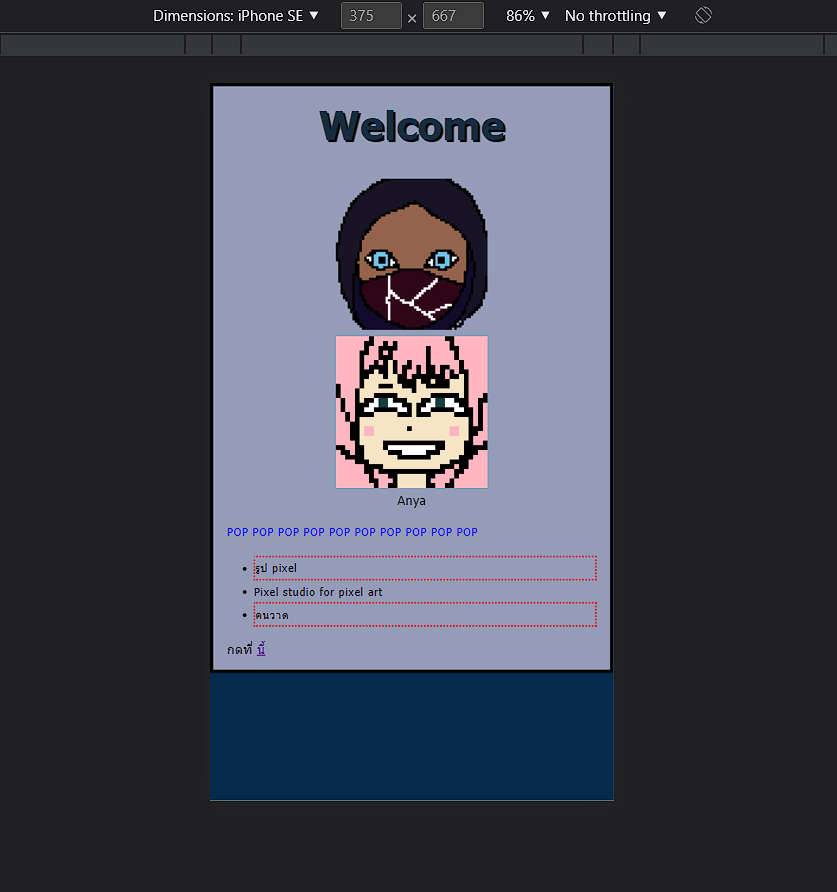 Dimensions: iPhone SE ▼ 375 × 667 86% ▼ No throttling ▼
Welcome
Anya
POP POP POP POP POP POP POP POP POP POP
• รูป pixel
• Pixel studio for pixel art
• คนวาด
กดที่ นี้